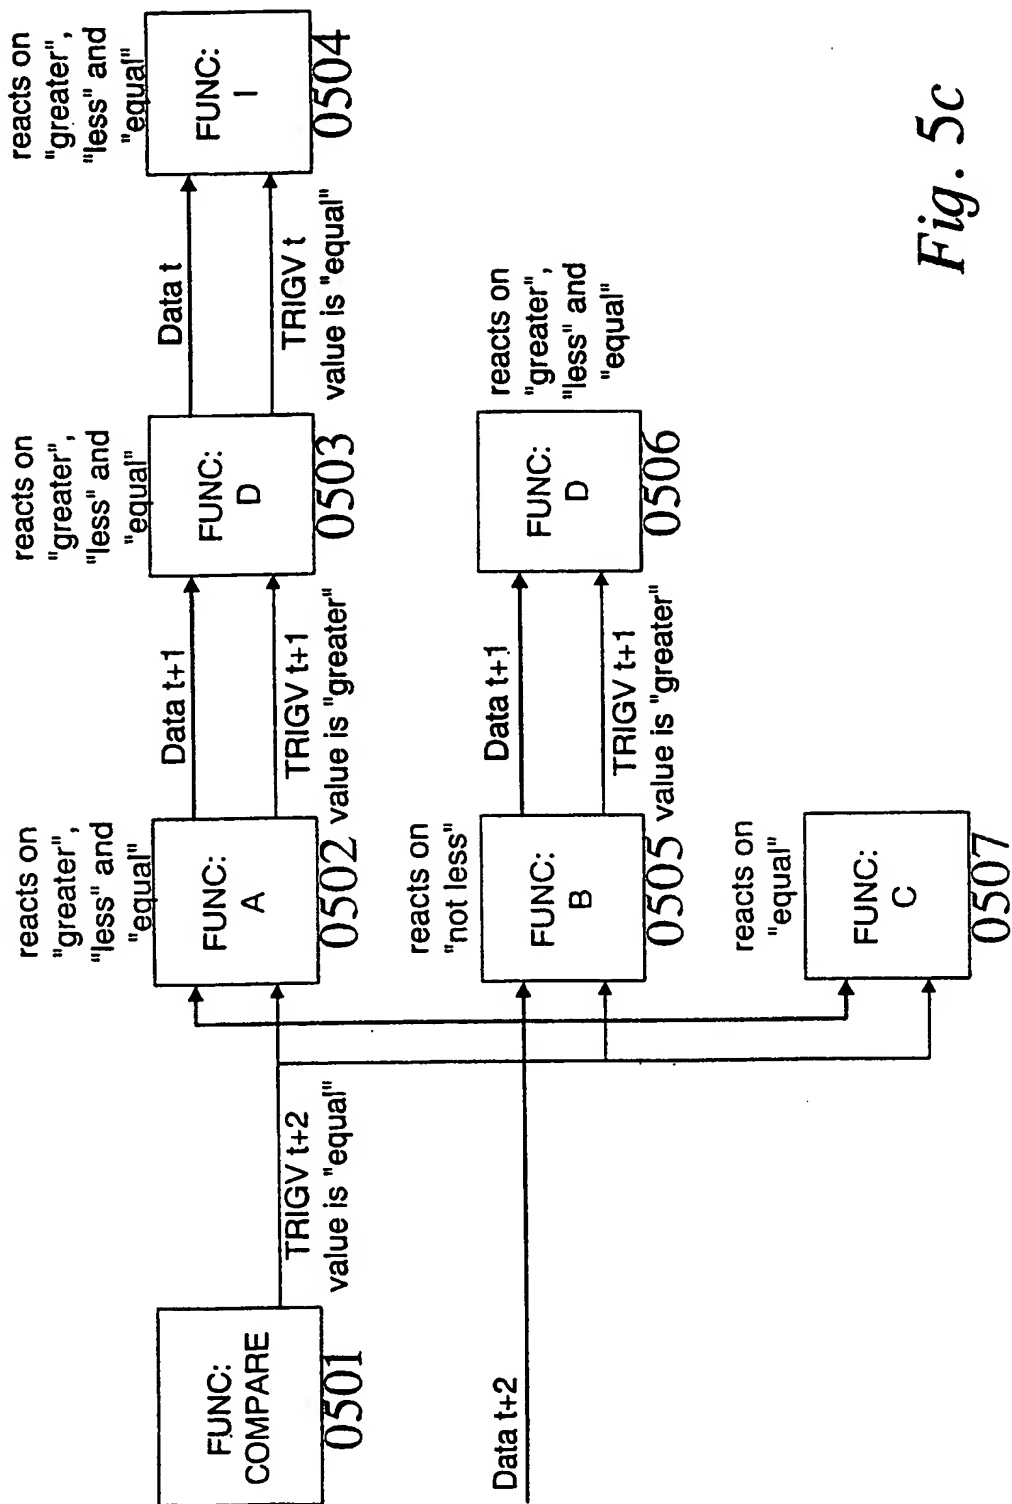 reacts on
"greater",
"less" and
"equal"
FUNC:
A
0502
reacts on
"greater",
"less" and
"equal"
FUNC:
D
0503
reacts on
"greater",
"less" and
"equal"
FUNC:
I
0504
Data t+1
TRIGV t+1
value is "greater"
Data t
TRIGV t
value is "equal"
FUNC:
COMPARE
0501
TRIGV t+2
value is "equal"
reacts on
"not less"
FUNC:
B
0505
Data t+1
TRIGV t+1
value is "greater"
reacts on
"greater",
"less" and
"equal"
FUNC:
D
0506
Data t+2
reacts on
"equal"
FUNC:
C
0507
Fig. 5c